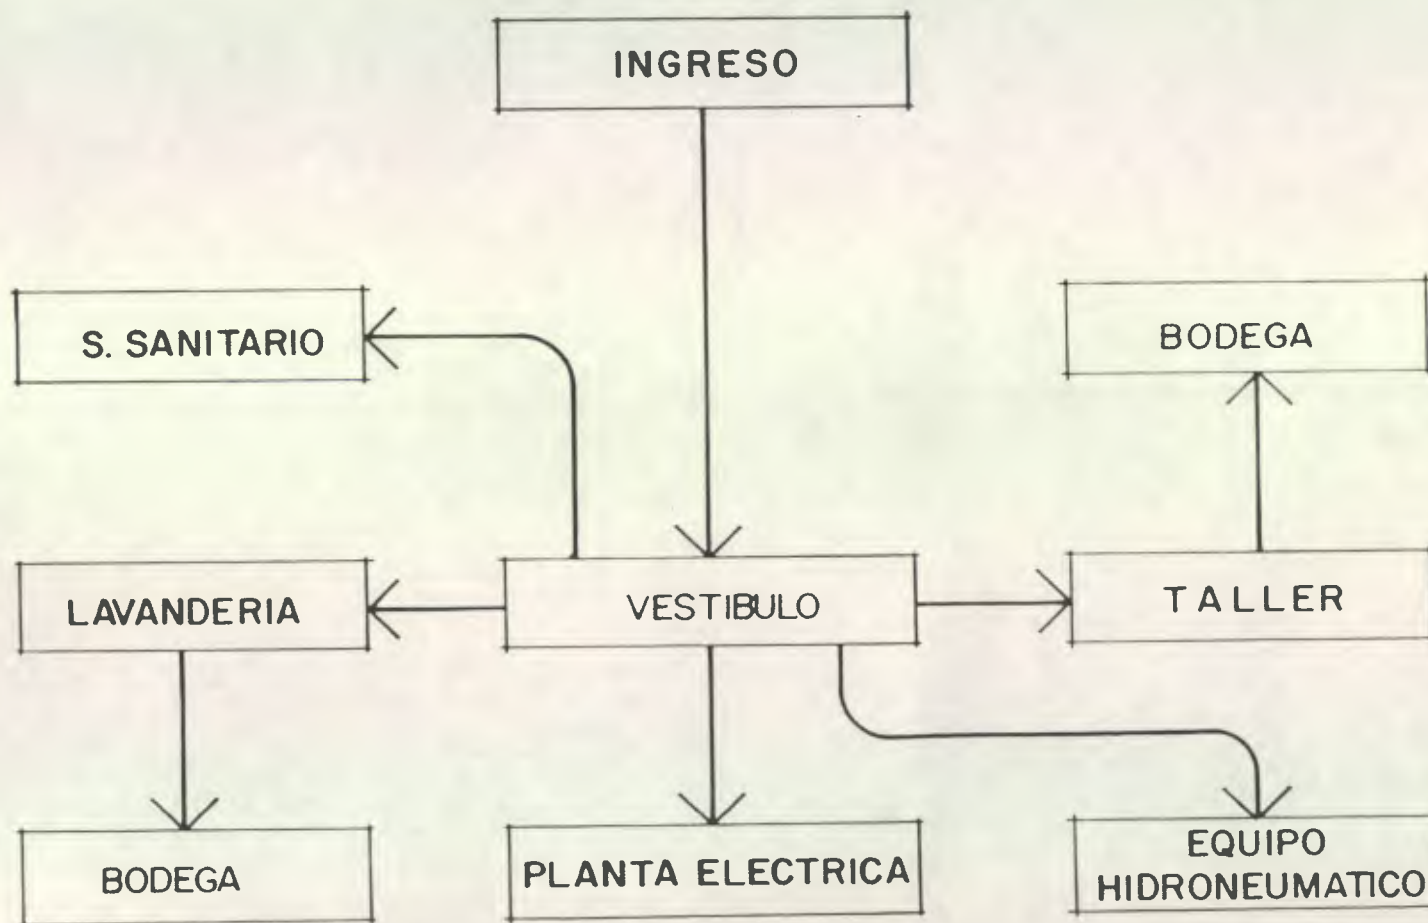 INGRESO
S. SANITARIO
BODEGA
LAVANDERIA
VESTIBULO
TALLER
BODEGA
PLANTA ELECTRICA
EQUIPO
HIDRONEUMATICO